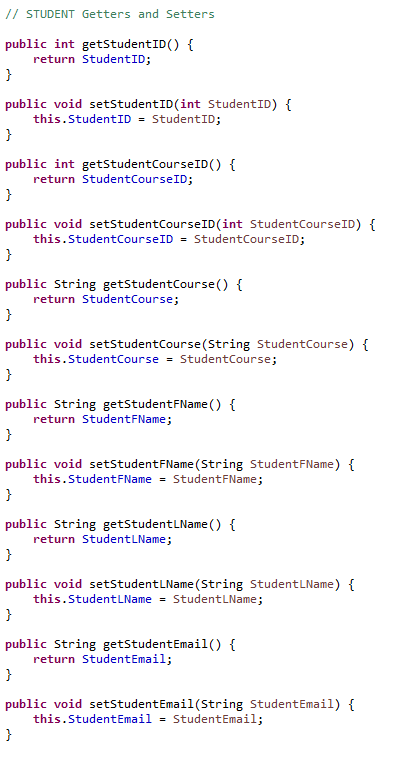 // STUDENT Getters and Setters
public int getStudentID() {
return StudentID;
}
public void setStudentID(int StudentID) {
this.StudentID = StudentID;
}
public int getStudentCourseID() {
return StudentCourseID;
}
public void setStudentCourseID(int StudentCourseID) {
this.StudentCourseID = StudentCourseID;
}
public String getStudentCourse() {
return StudentCourse;
}
public void setStudentCourse(String StudentCourse) {
this.StudentCourse = StudentCourse;
}
public String getStudentFName() {
return StudentFName;
}
public void setStudentFName(String StudentFName) {
this.StudentFName = StudentFName;
}
public String getStudentLName() {
return StudentLName;
}
public void setStudentLName(String StudentLName) {
this.StudentLName = StudentLName;
}
public String getStudentEmail() {
return StudentEmail;
}
public void setStudentEmail(String StudentEmail) {
this.StudentEmail = StudentEmail;
}